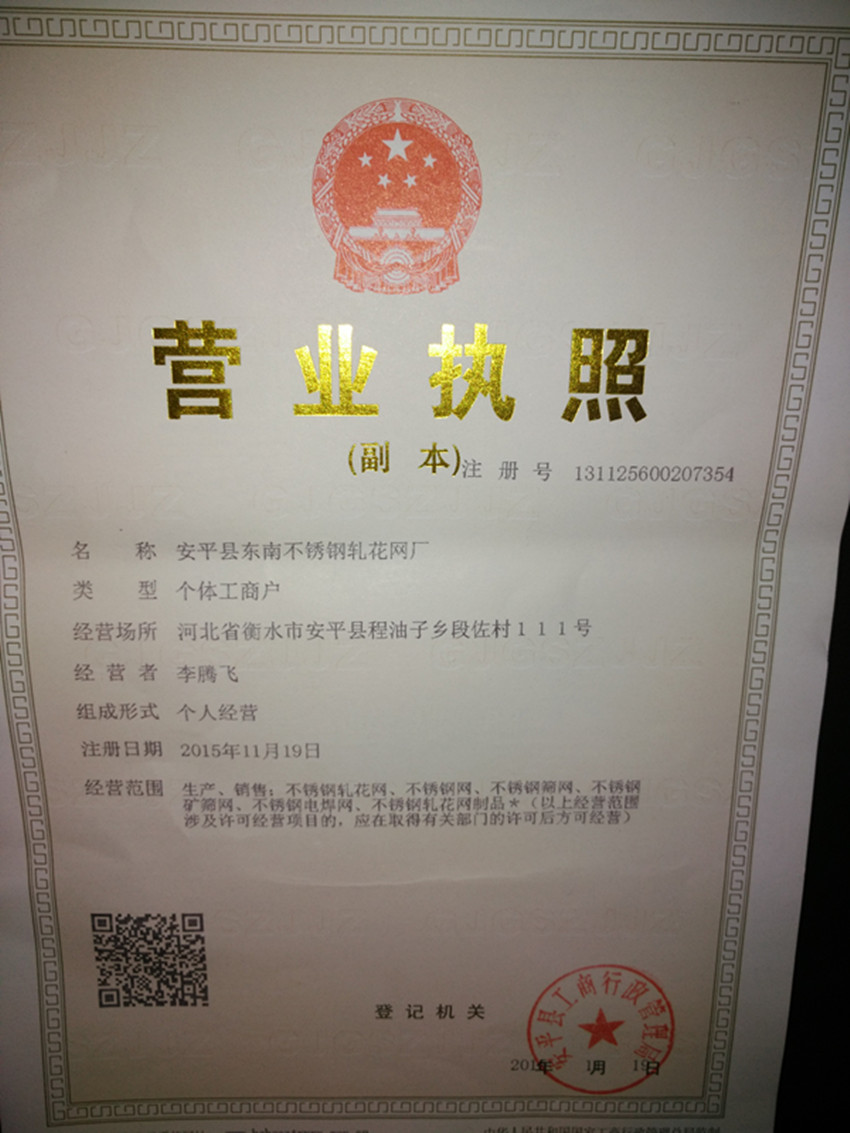 营业执照
(副 本) 注 册 号 131125600207354
名 称 安平县东南不锈钢轧花网厂
类 型 个体工商户
经营场所 河北省衡水市安平县程油子乡段佐村111号
经 营 者 李腾飞
组成形式 个人经营
注册日期 2015年11月19日
经营范围 生产、销售：不锈钢轧花网、不锈钢网、不锈钢筛网、不锈钢
矿筛网、不锈钢电焊网、不锈钢轧花网制品*（以上经营范围
涉及许可经营项目的，应在取得有关部门的许可后方可经营）
安平县工商行政管理局
登 记 机 关
年 月 19日